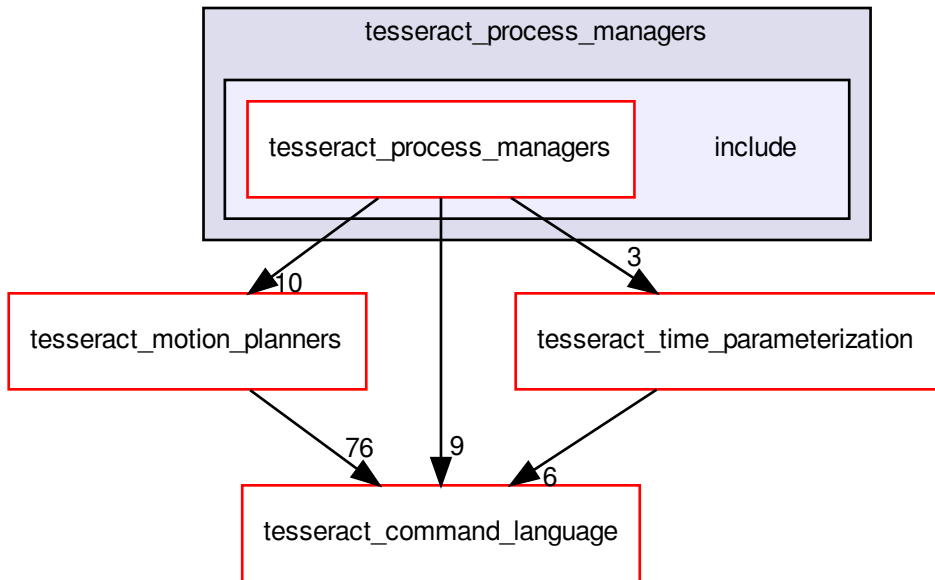 tesseract_process_managers
tesseract_process_managers
include
3
10
tesseract_motion_planners
tesseract_time_parameterization
76
9
6
tesseract_command_language